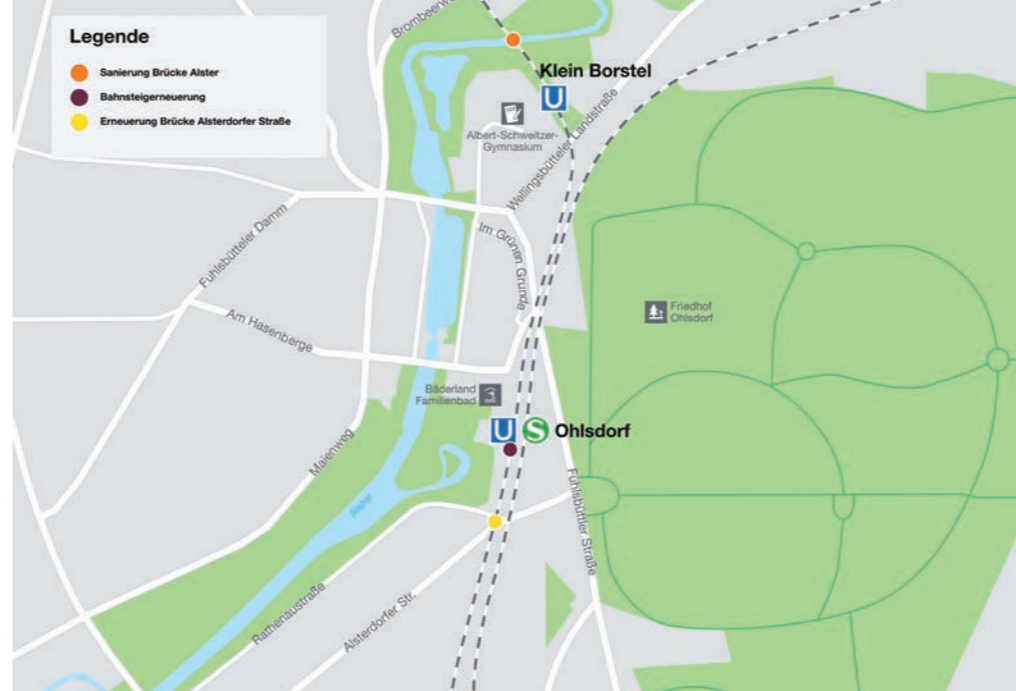 Legende
Sanierung Brücke Alster
Bahnsteigerneuerung
Erneuerung Brücke Alsterdorfer Straße
Klein Borstel
U
Albert-Schweitzer-
Gymnasium
Wellingsbütteler Landstraße
Fuhlsbütteler Damm
Im Grünen Grunde
Am Hasenberge
Friedhof
Ohlsdorf
Bäderland
Familienbad
U
S
Ohlsdorf
Maienweg
Alster
Fuhlsbüttler Straße
Rathenaustraße
Alsterdorfer Str.